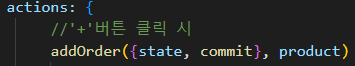 actions: {
//'+'버튼 클릭 시
addOrder({state, commit}, product)